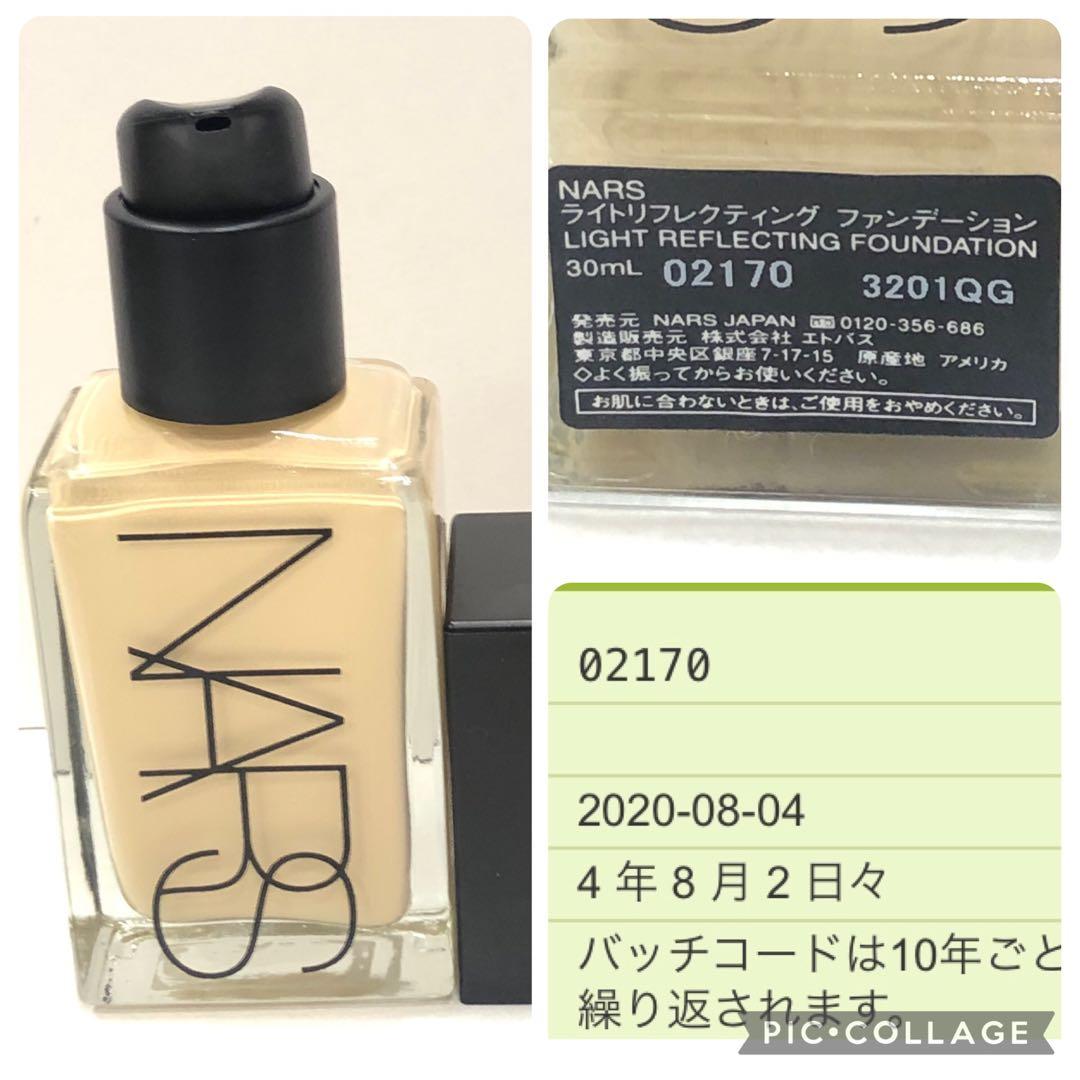 NARS
NARS
ライトリフレクティング ファンデーション
LIGHT REFLECTING FOUNDATION
30mL 02170 3201QG
発売元 NARS JAPAN 0120-356-686
製造販売元 株式会社 エトバス
東京都中央区銀座7-17-15 原産地 アメリカ
◇よく振ってからお使いください。
お肌に合わないときは、ご使用をおやめください。
02170
2020-08-04
4 年 8 月 2 日々
バッチコードは10年ごと
繰り返されます。
PIC•COLLAGE